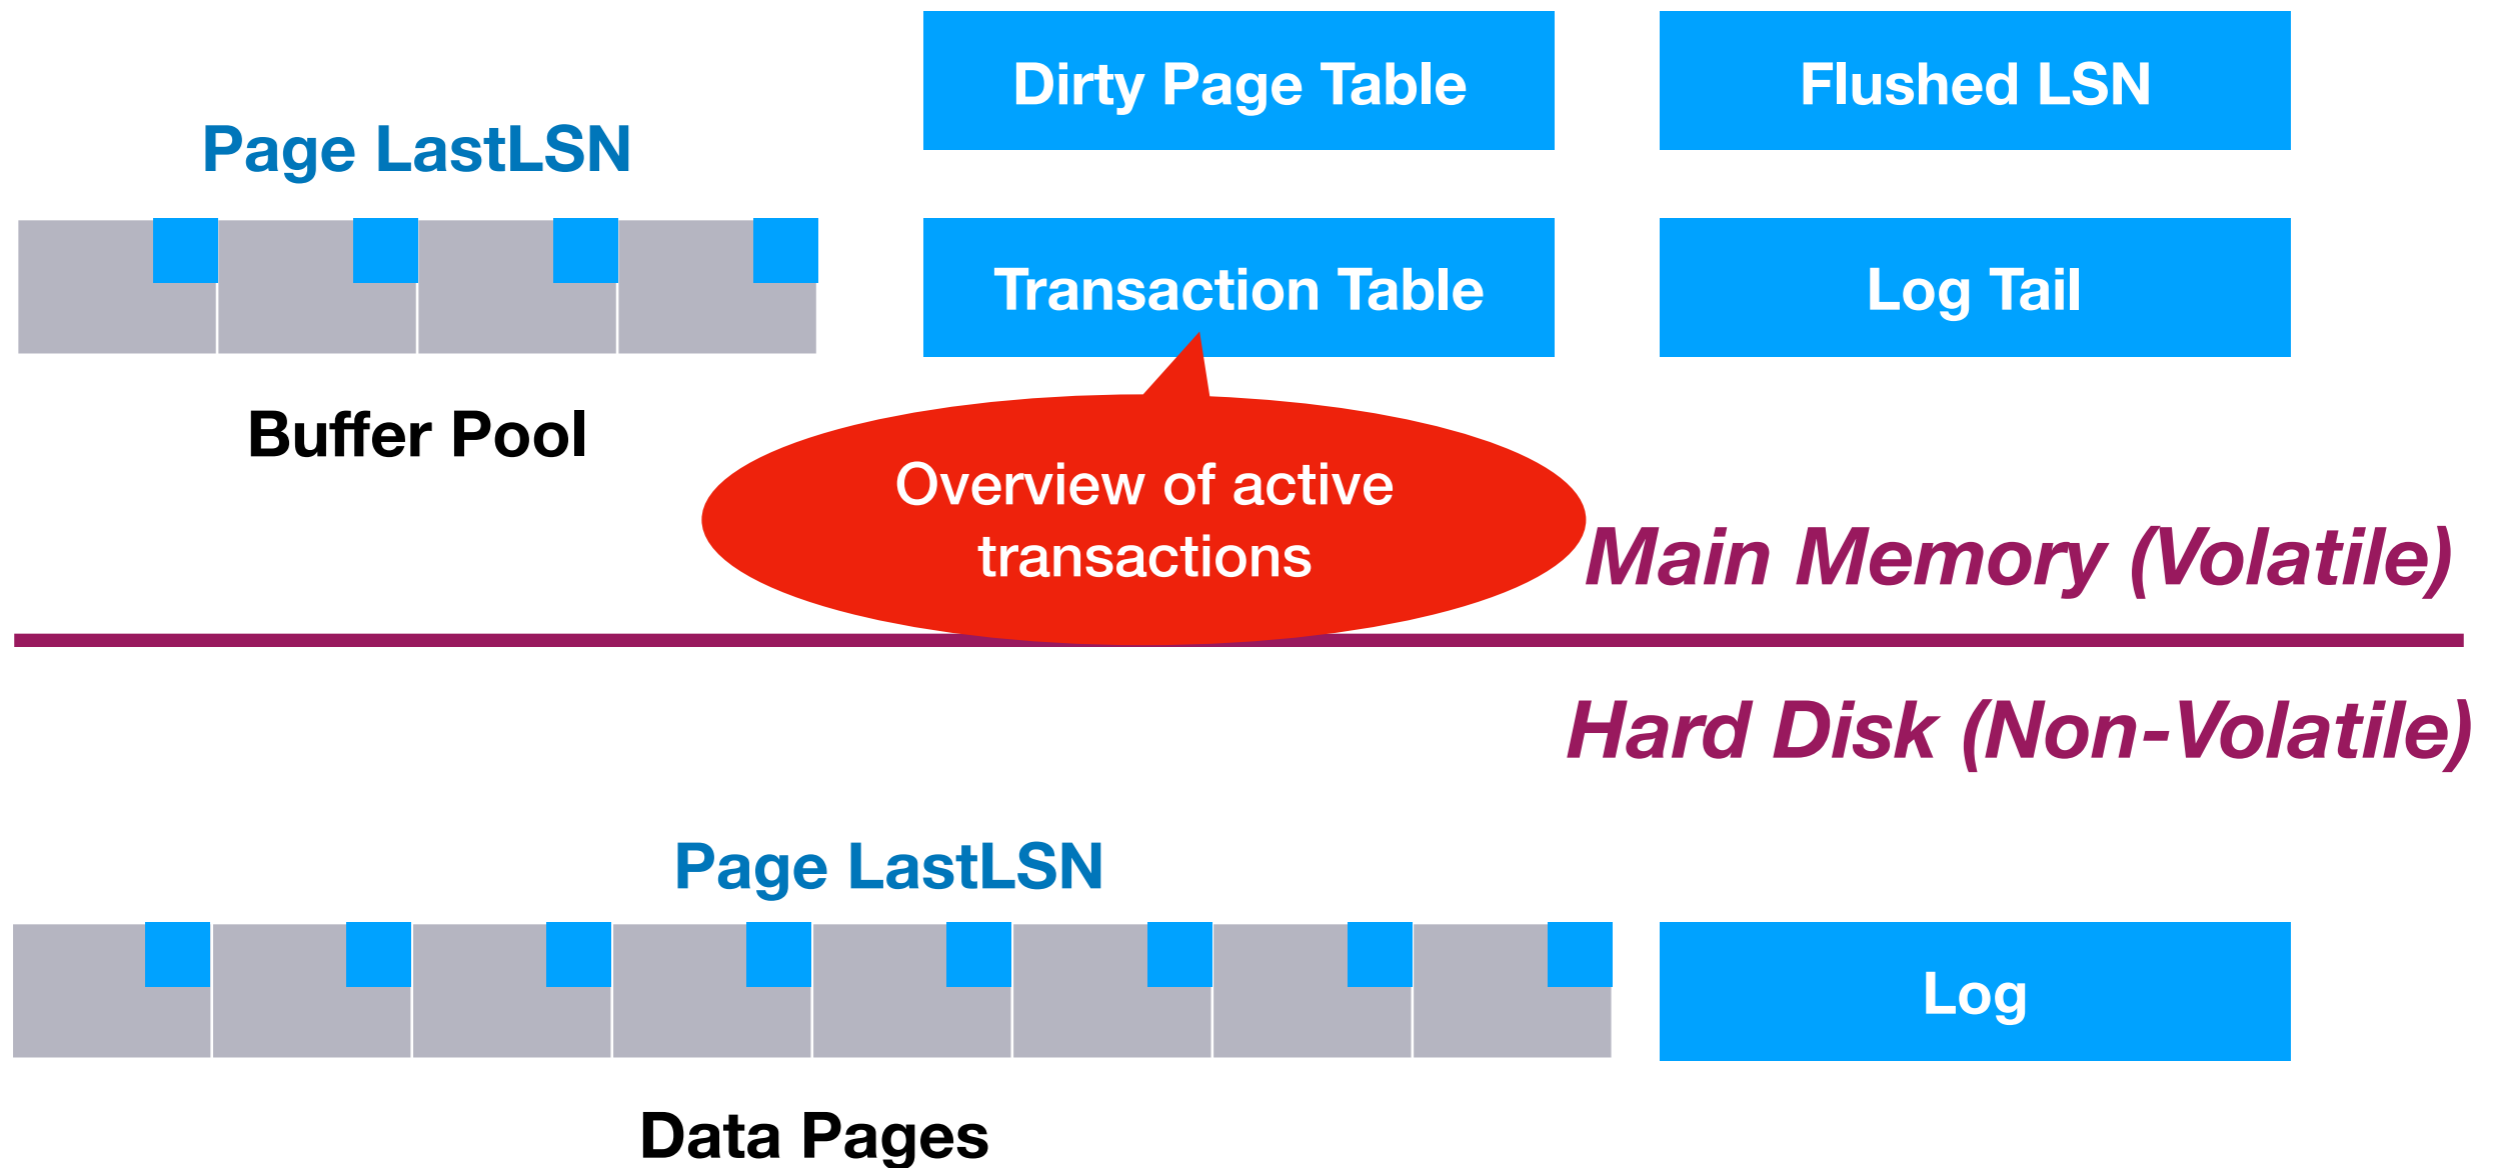 Dirty Page Table
Flushed LSN
Page LastLSN
Transaction Table
Log Tail
Buffer Pool
Overview of active
transactions
Main Memory (Volatile)
Hard Disk (Non-Volatile)
Page LastLSN
Log
Data Pages